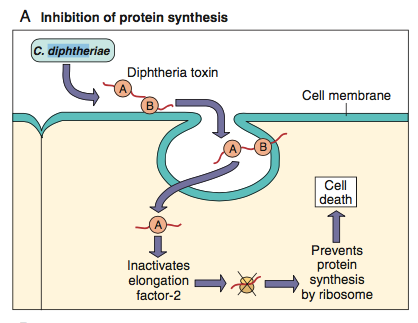 A Inhibition of protein synthesis
C. diphtheriae
Diphtheria toxin
A
B
Cell membrane
A
B
A
Inactivates
elongation
factor-2
Prevents
protein
synthesis
by ribosome
Cell
death